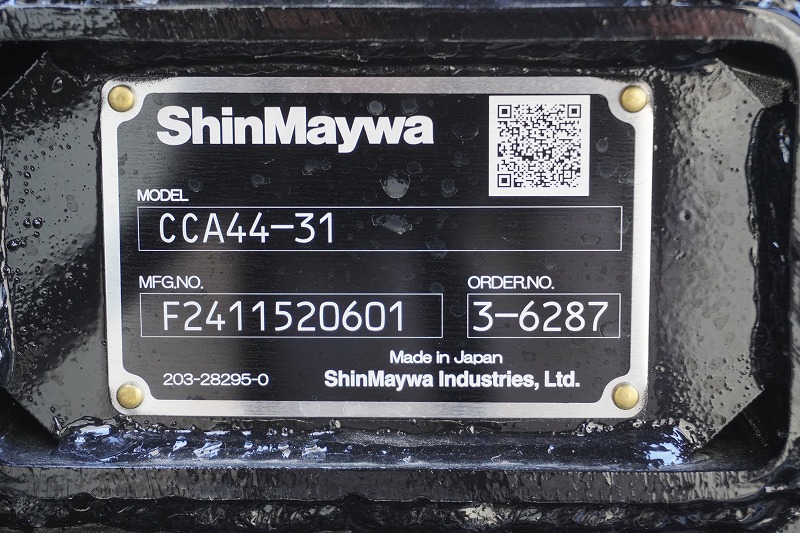 ShinMaywa
MODEL
CCA44-31
MFG.NO. ORDER.NO.
F2411520601 3-6287
Made in Japan
203-28295-0 ShinMaywa Industries, Ltd.